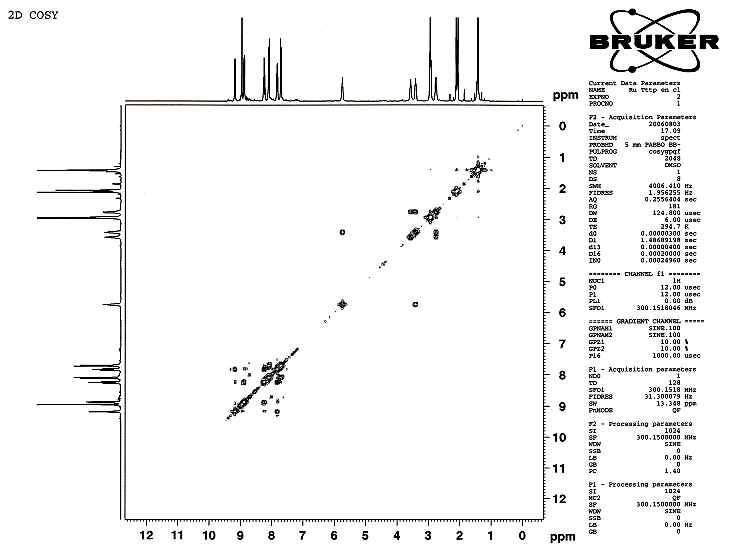 2D COSY
BRUKER
Current Data Parameters
NAME Ru Tttp en cl
EXPNO 2
PROCNO 1
F2 - Acquisition Parameters
Date_ 20060803
Time 17.09
INSTRUM spect
PROBHD 5 mm PABBO BB-
PULPROG cosygpqf
TD 2048
SOLVENT DMSO
NS 1
DS 8
SWH 4006.410 Hz
FIDRES 1.956255 Hz
AQ 0.2556404 sec
RG 181
DW 124.800 usec
DE 6.00 usec
TE 294.7 K
d0 0.00000300 sec
D1 1.48689198 sec
d13 0.00000400 sec
D16 0.00020000 sec
IN0 0.00024960 sec
======== CHANNEL f1 ========
NUC1 1H
P0 12.00 usec
P1 12.00 usec
PL1 0.00 dB
SFO1 300.1518046 MHz
====== GRADIENT CHANNEL =====
GPNAM1 SINE.100
GPNAM2 SINE.100
GPZ1 10.00 %
GPZ2 10.00 %
P16 1000.00 usec
F1 - Acquisition parameters
ND0 1
TD 128
SFO1 300.1518 MHz
FIDRES 31.300079 Hz
SW 13.348 ppm
FnMODE QF
F2 - Processing parameters
SI 1024
SF 300.1500000 MHz
WDW SINE
SSB 0
LB 0.00 Hz
GB 0
PC 1.40
F1 - Processing parameters
SI 1024
MC2 QF
SF 300.1500000 MHz
WDW SINE
SSB 0
LB 0.00 Hz
GB 0
ppm
0
1
2
3
4
5
6
7
8
9
10
11
12
12 11 10 9 8 7 6 5 4 3 2 1 0 ppm